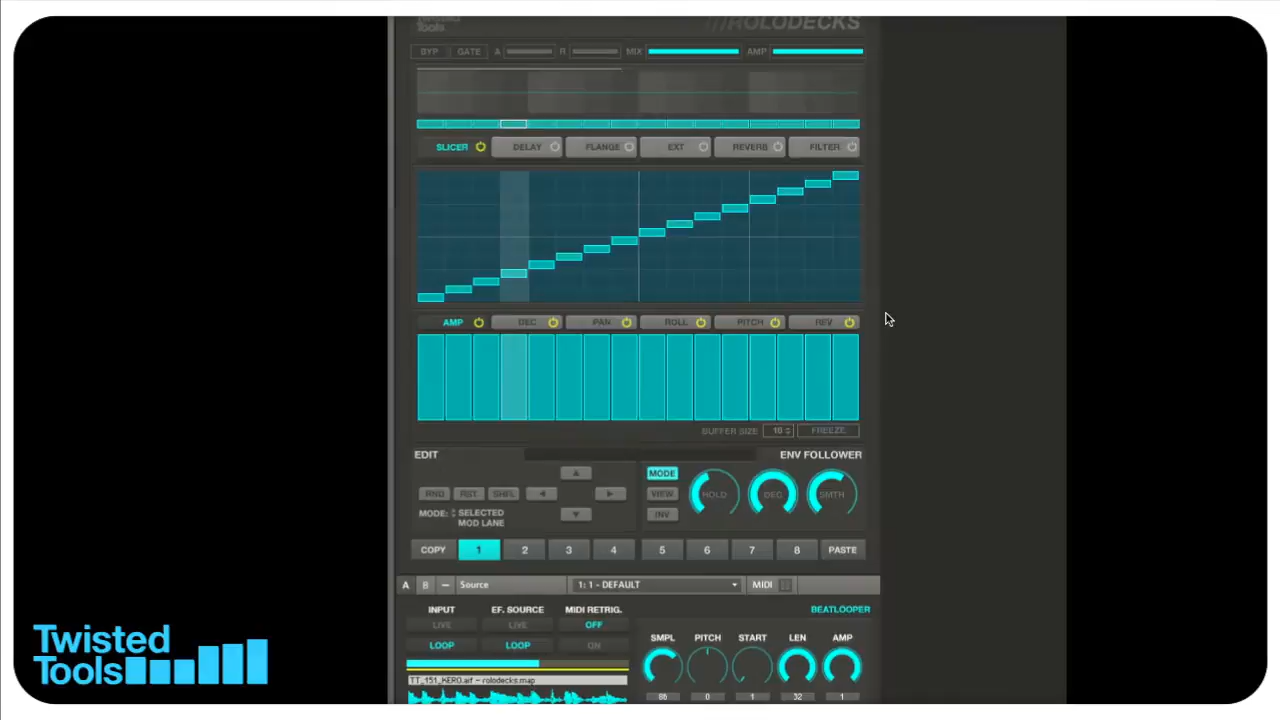 Twisted
Tools
///ROLODECKS
BYP GATE A R MIX AMP
SLICER DELAY FLANGE EXT REVERB FILTER
AMP DEC PAN ROLL PITCH REV
BUFFER SIZE 16 FREEZE
EDIT ENV FOLLOWER
MODE
HOLD DEC SMTH
RND RST SHFL VIEW
MODE: SELECTED
MOD LANE
INV
COPY 1 2 3 4 5 6 7 8 PASTE
A B Source 1: 1 - DEFAULT MIDI
INPUT EF. SOURCE MIDI RETRIG. BEATLOOPER
LIVE LIVE OFF
SMPL PITCH START LEN AMP
LOOP LOOP ON
TT_151_KERO.aif ~ rolodecks.map
86 0 1 32 1
Twisted
Tools